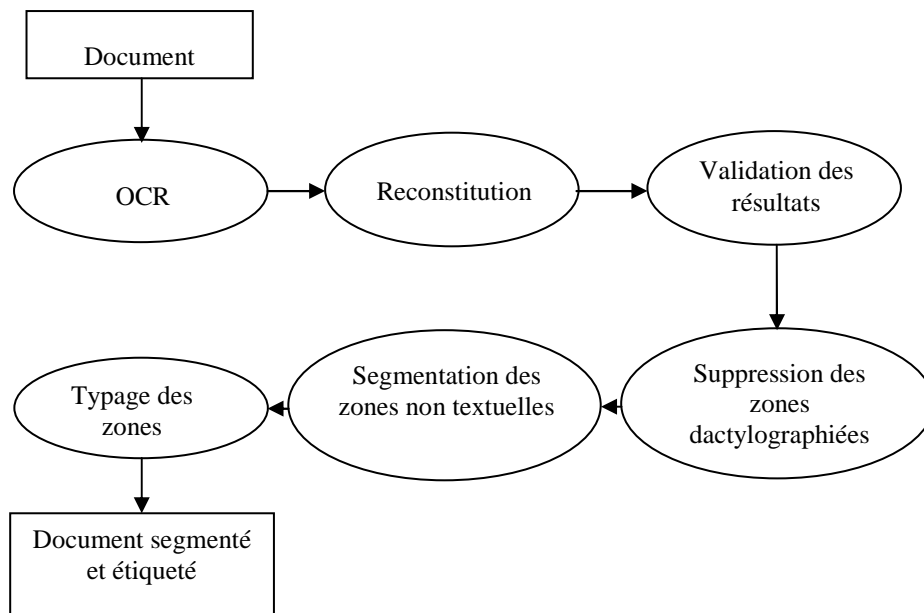 Document
OCR
Reconstitution
Validation des
résultats
Suppression des
zones
dactylographiées
Segmentation des
zones non textuelles
Typage des
zones
Document segmenté
et étiqueté